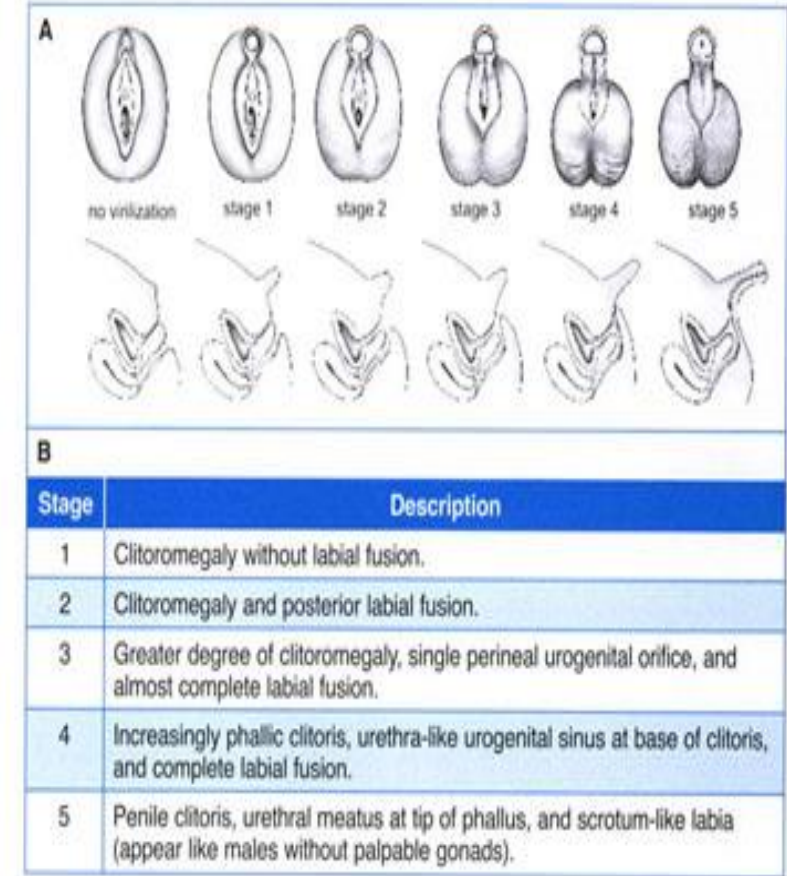 A
no virilization stage 1 stage 2 stage 3 stage 4 stage 5
B
Stage Description
1 Clitoromegaly without labial fusion.
2 Clitoromegaly and posterior labial fusion.
3 Greater degree of clitoromegaly, single perineal urogenital orifice, and
almost complete labial fusion.
4 Increasingly phallic clitoris, urethra-like urogenital sinus at base of clitoris,
and complete labial fusion.
5 Penile clitoris, urethral meatus at tip of phallus, and scrotum-like labia
(appear like males without palpable gonads).